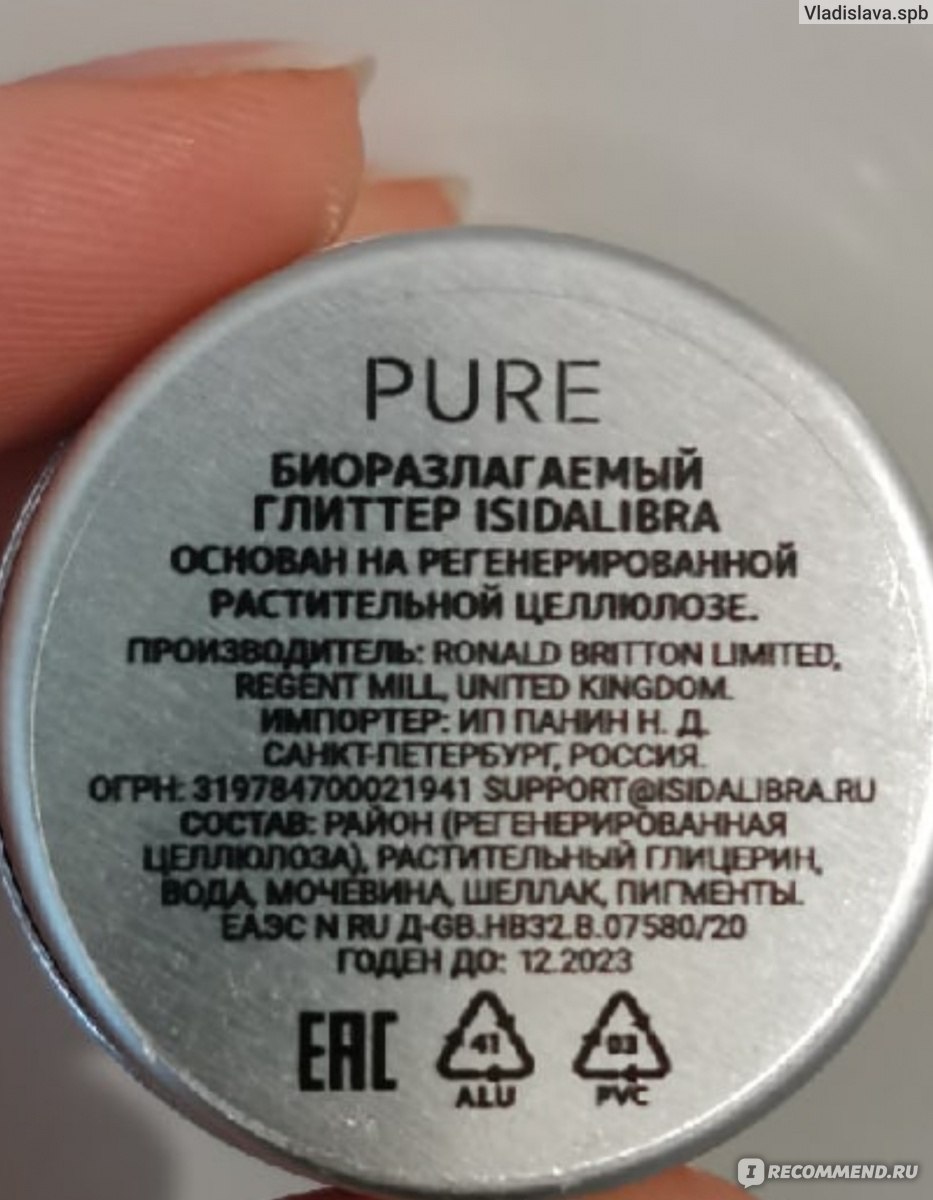 Vladislava.spb
PURE
БИОРАЗЛАГАЕМЫЙ
ГЛИТТЕР ISIDALIBRA
ОСНОВАН НА РЕГЕНЕРИРОВАННОЙ
РАСТИТЕЛЬНОЙ ЦЕЛЛЮЛОЗЕ.
ПРОИЗВОДИТЕЛЬ: RONALD BRITTON LIMITED,
REGENT MILL, UNITED KINGDOM.
ИМПОРТЕР: ИП ПАНИН Н. Д.
САНКТ-ПЕТЕРБУРГ, РОССИЯ.
ОГРН: 319784700021941 SUPPORT@ISIDALIBRA.RU
СОСТАВ: РАЙОН (РЕГЕНЕРИРОВАННАЯ
ЦЕЛЛЮЛОЗА), РАСТИТЕЛЬНЫЙ ГЛИЦЕРИН,
ВОДА, МОЧЕВИНА, ШЕЛЛАК, ПИГМЕНТЫ.
ЕАЭС N RU Д-GB.НВ32.В.07580/20
ГОДЕН ДО: 12.2023
EAC 41 03
ALU PVC
I RECOMMEND.RU